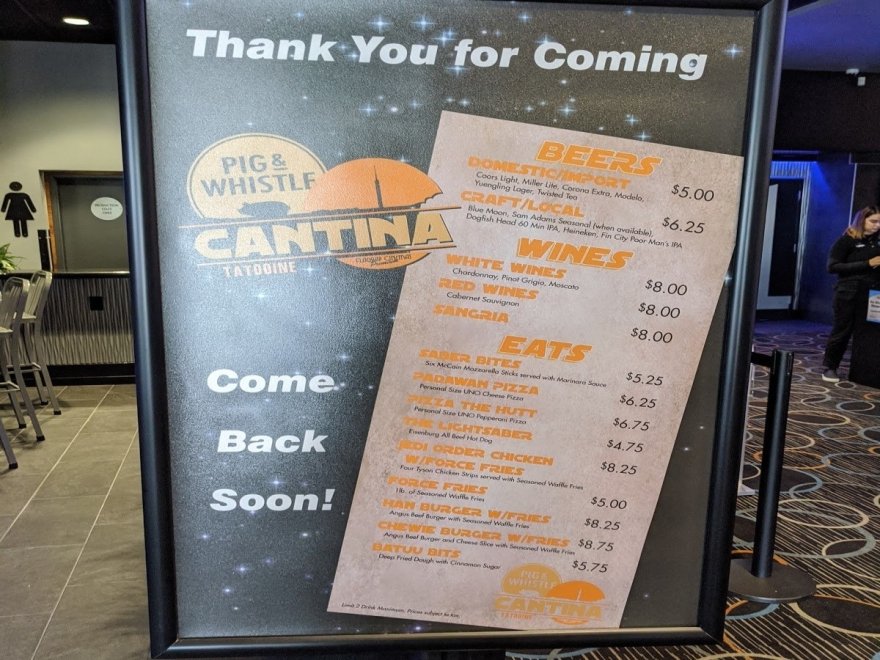 Thank You for Coming
PIG &
WHISTLE
CANTINA
TATOOINE
Come
Back
Soon!
BEERS
DOMESTIC/IMPORT $5.00
Coors Light, Miller Lite, Corona Extra, Modelo,
Yuengling Lager, Twisted Tea
CRAFT/LOCAL $6.25
Blue Moon, Sam Adams Seasonal (when available),
Dogfish Head 60 Min IPA, Heineken, Fin City Poor Man's IPA
WINES
WHITE WINES $8.00
Chardonnay, Pinot Grigio, Moscato
RED WINES $8.00
Cabernet Sauvignon
SANGRIA $8.00
EATS
SABER BITES $5.25
Six McCain Mozzarella Sticks served with Marinara Sauce
PADAWAN PIZZA $6.25
Personal Size UNO Cheese Pizza
PIZZA THE HUTT $6.75
Personal Size UNO Pepperoni Pizza
THE LIGHTSABER $4.75
Eisenburg All Beef Hot Dog
JEDI ORDER CHICKEN $8.25
W/FORCE FRIES
Four Tyson Chicken Strips served with Seasoned Waffle Fries
FORCE FRIES $5.00
1lb. of Seasoned Waffle Fries
HAN BURGER W/FRIES $8.25
Angus Beef Burger with Seasoned Waffle Fries
CHEWIE BURGER W/FRIES $8.75
Angus Beef Burger and Cheese Slice with Seasoned Waffle Fries
BATUU BITS $5.75
Deep Fried Dough with Cinnamon Sugar
PIG &
WHISTLE
CANTINA
TATOOINE
Limit 2 Drink Maximum. Prices subject to tax.